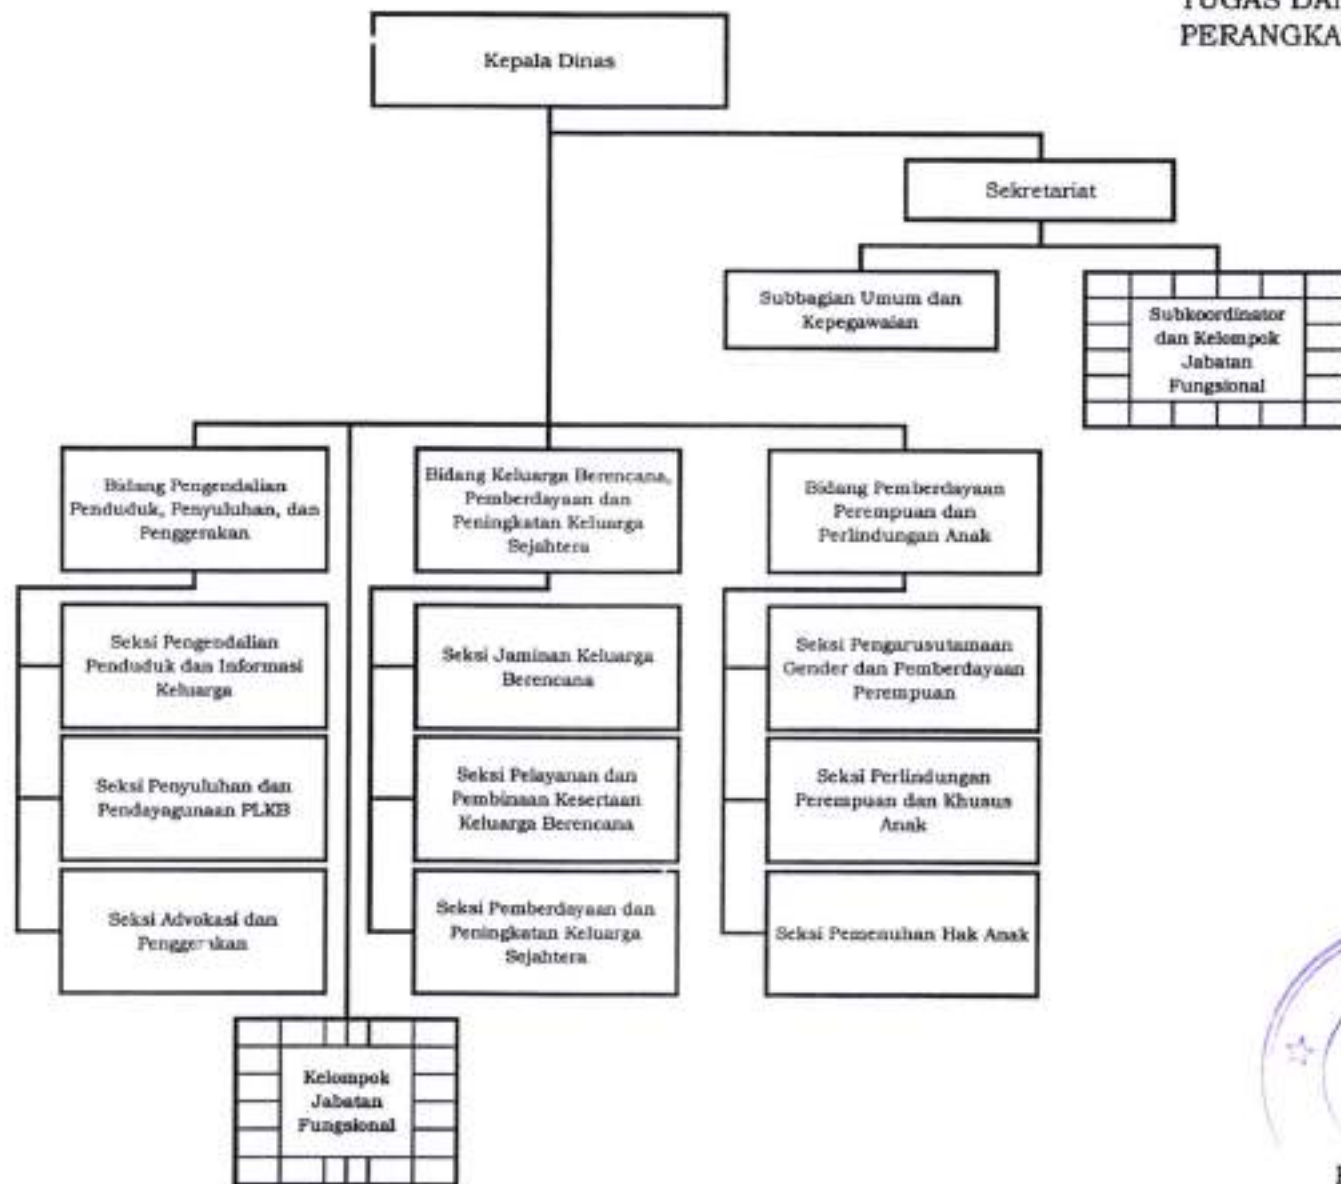 TUGAS DAN
PERANGKA
Kepala Dinas
Sekretariat
Subbagian Umum dan
Kepegawaian
Subkoordinator
dan Kelompok
Jabatan
Fungsional
Bidang Pengendalian
Penduduk, Penyuluhan, dan
Penggerakan
Bidang Keluarga Berencana,
Pemberdayaan dan
Peningkatan Keluarga
Sejahtera
Bidang Pemberdayaan
Perempuan dan
Perlindungan Anak
Seksi Pengendalian
Penduduk dan Informasi
Keluarga
Seksi Jaminan Keluarga
Berencana
Seksi Pengarusutamaan
Gender dan Pemberdayaan
Perempuan
Seksi Penyuluhan dan
Pendayagunaan PLKB
Seksi Pelayanan dan
Pembinaan Kesertaan
Keluarga Berencana
Seksi Perlindungan
Perempuan dan Khusus
Anak
Seksi Advokasi dan
Penggerakan
Seksi Pemberdayaan dan
Peningkatan Keluarga
Sejahtera
Seksi Pemenuhan Hak Anak
Kelompok
Jabatan
Fungsional